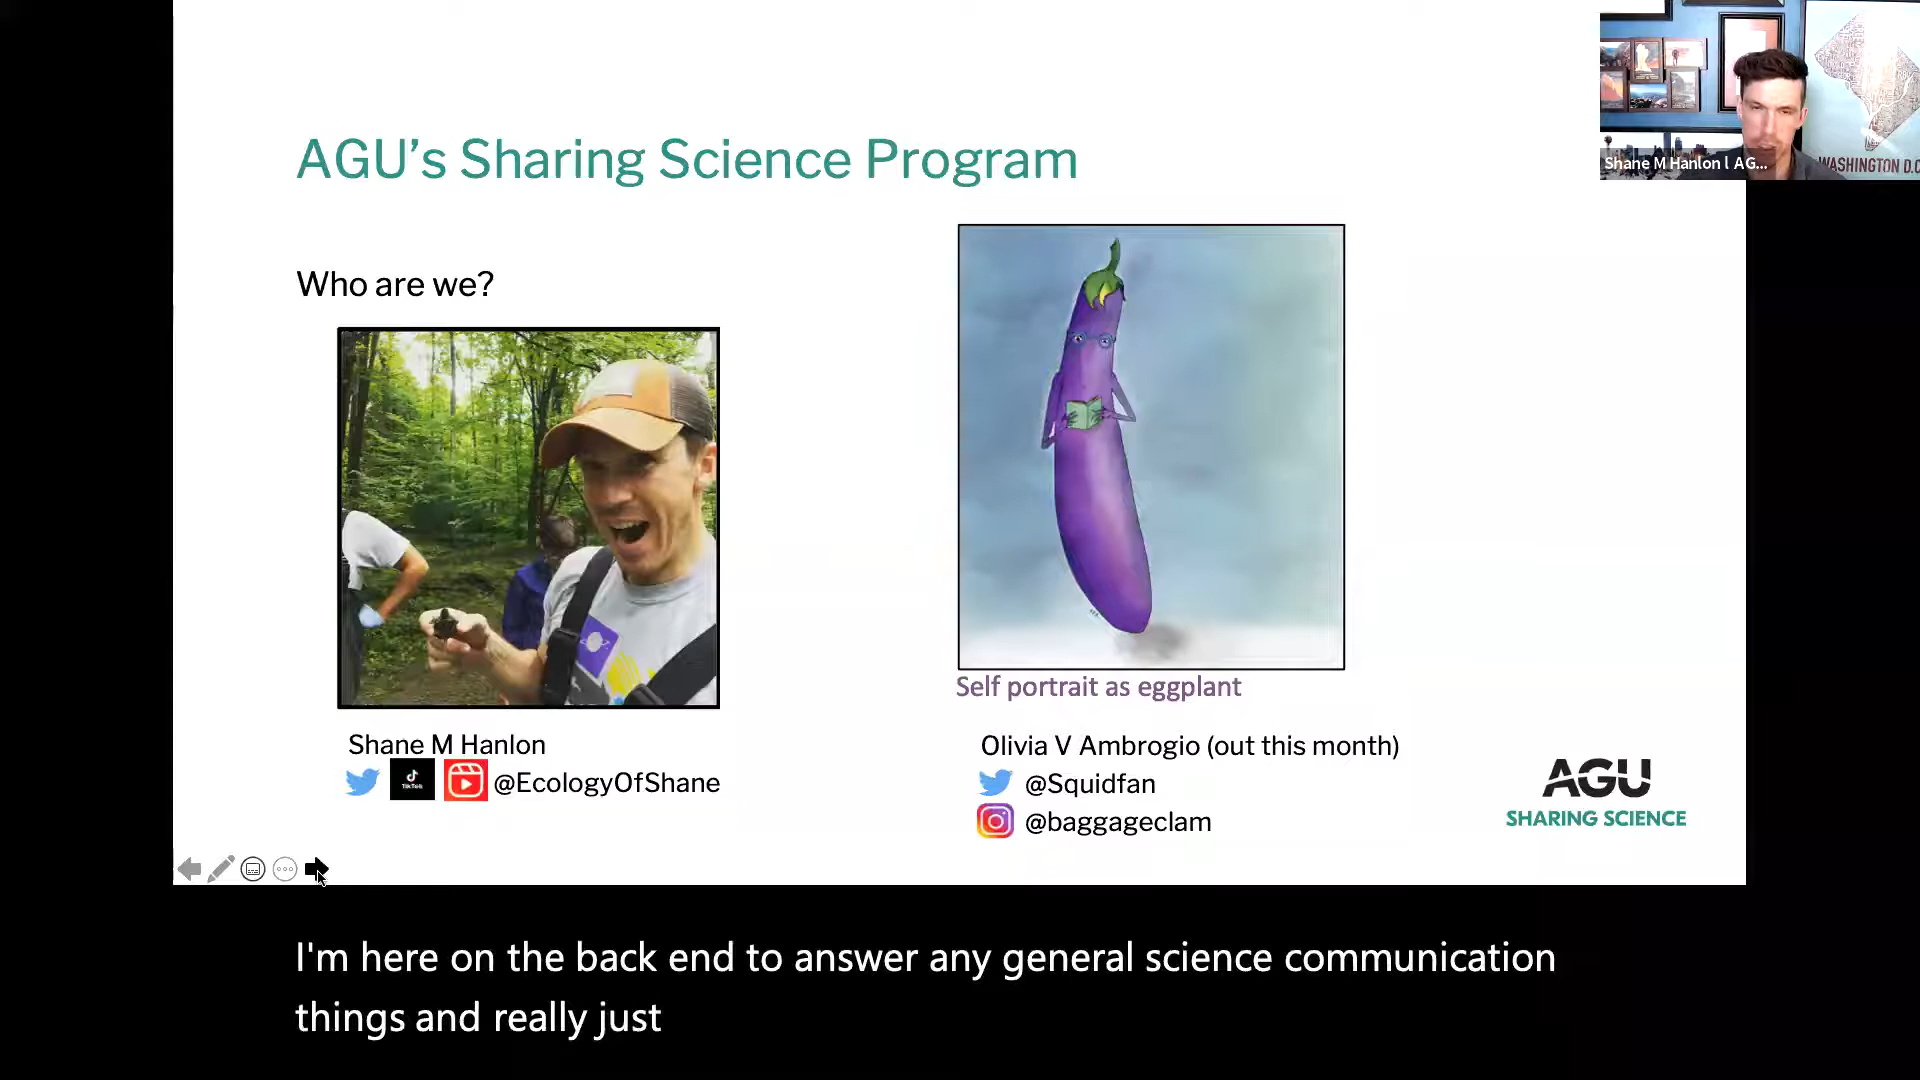 AGU's Sharing Science Program
Who are we?
Self portrait as eggplant
Shane M Hanlon
TikTok
@EcologyOfShane
Olivia V Ambrogio (out this month)
@Squidfan
@baggageclam
AGU
SHARING SCIENCE
Shane M Hanlon l AG...
WASHINGTON D.C
I'm here on the back end to answer any general science communication
things and really just